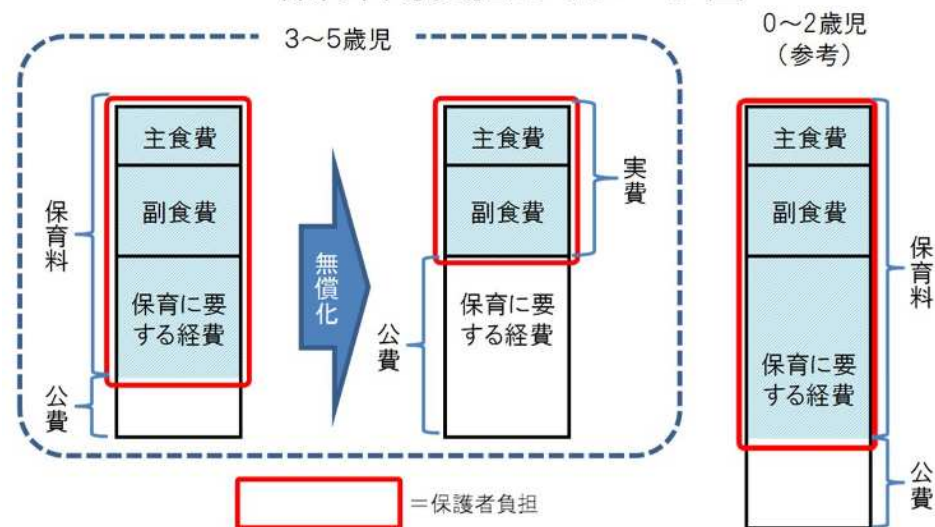 3～5歳児
0～2歳児
（参考）
保育料
公費
主食費
副食費
保育に要
する経費
無償化
主食費
副食費
保育に要
する経費
実費
公費
主食費
副食費
保育に要
する経費
保育料
公費
＝保護者負担